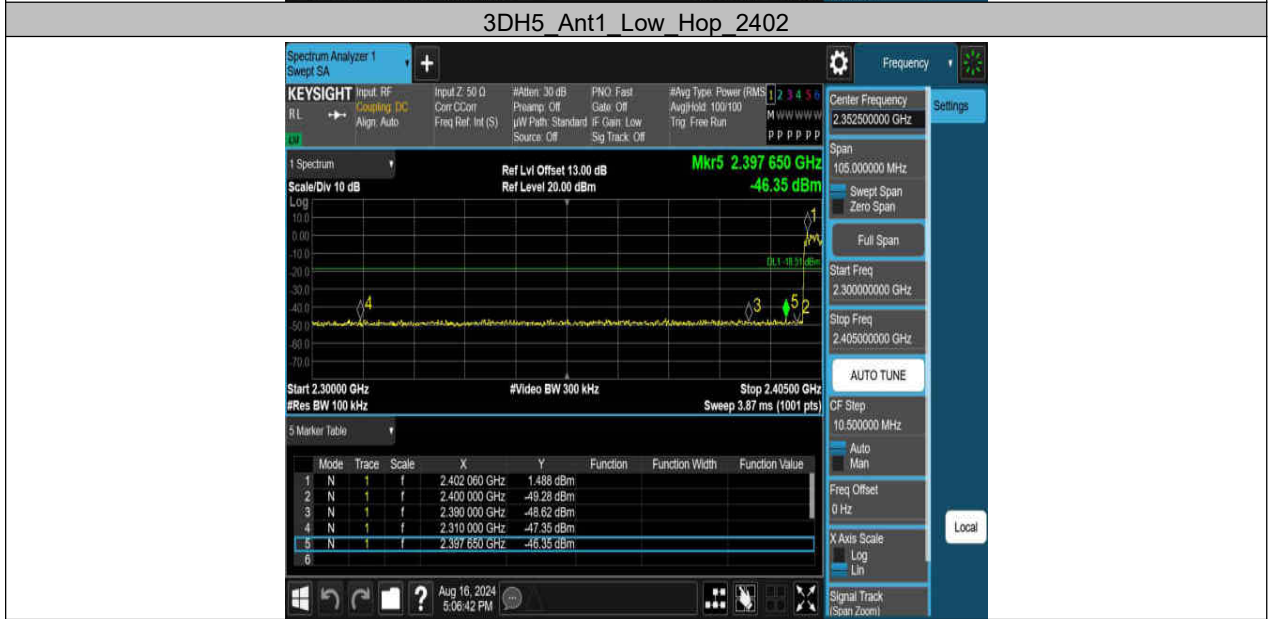 3DH5_Ant1_Low_Hop_2402
Spectrum Analyzer 1
Swept SA
+
Frequency
KEYSIGHT
RL
Input: RF
Coupling: DC
Align: Auto
Input Z: 50 Ω
Corr CCorr
Freq Ref: Int (S)
#Atten: 30 dB
Preamp: Off
µW Path: Standard
Source: Off
PNO: Fast
Gate: Off
IF Gain: Low
Sig Track: Off
#Avg Type: Power (RMS
Avg|Hold: 100/100
Trig: Free Run
1 2 3 4 5 6
M W W W W W
P P P P P P
1 Spectrum
Scale/Div 10 dB
Ref Lvl Offset 13.00 dB
Ref Level 20.00 dBm
Mkr5 2.397 650 GHz
-46.35 dBm
Log
10.0
0.00
-10.0
-20.0
-30.0
-40.0
-50.0
-60.0
-70.0
1
DL1 -18.51 dBm
4
3
5
2
Start 2.30000 GHz
#Video BW 300 kHz
Stop 2.40500 GHz
#Res BW 100 kHz
Sweep 3.87 ms (1001 pts)
5 Marker Table
Mode Trace Scale X Y Function Function Width Function Value
1 N 1 f 2.402 060 GHz 1.488 dBm
2 N 1 f 2.400 000 GHz -49.28 dBm
3 N 1 f 2.390 000 GHz -48.62 dBm
4 N 1 f 2.310 000 GHz -47.35 dBm
5 N 1 f 2.397 650 GHz -46.35 dBm
6
?
Aug 16, 2024
5:06:42 PM
Center Frequency
2.352500000 GHz
Settings
Span
105.000000 MHz
Swept Span
Zero Span
Full Span
Start Freq
2.300000000 GHz
Stop Freq
2.405000000 GHz
AUTO TUNE
CF Step
10.500000 MHz
Auto
Man
Freq Offset
0 Hz
X Axis Scale
Log
Lin
Local
Signal Track
(Span Zoom)